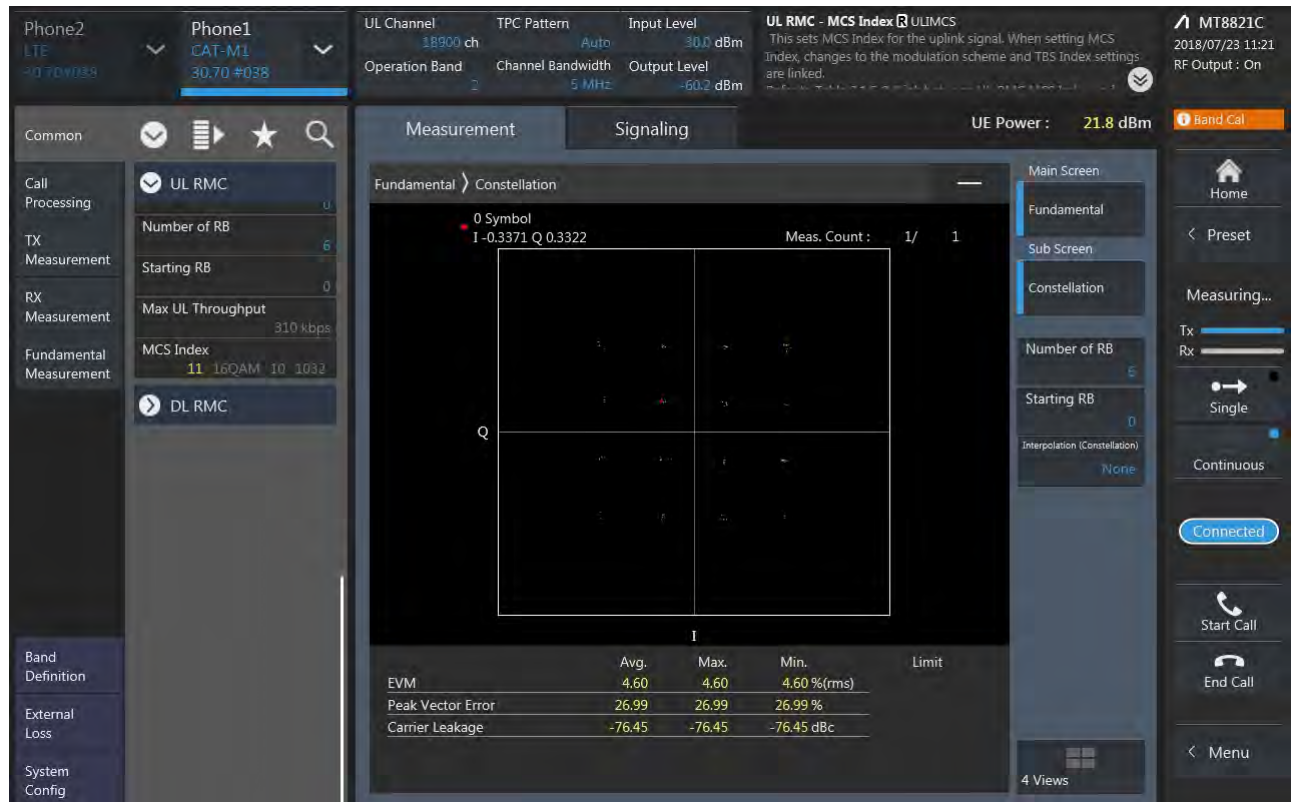 Phone2
LTE
Phone1
CAT-M1
30.70 #038
UL Channel
18900 ch
Operation Band
2
TPC Pattern
Auto
Channel Bandwidth
5 MHz
Input Level
30.0 dBm
Output Level
-60.2 dBm
UL RMC - MCS Index R ULIMCS
This sets MCS Index for the uplink signal. When setting MCS
Index, changes to the modulation scheme and TBS Index settings
are linked.
MT8821C
2018/07/23 11:21
RF Output : On
Common
Call
Processing
TX
Measurement
RX
Measurement
Fundamental
Measurement
Band
Definition
External
Loss
System
Config
UL RMC
0
Number of RB
6
Starting RB
0
Max UL Throughput
310 kbps
MCS Index
11 16QAM 10 1032
DL RMC
Measurement
Signaling
UE Power : 21.8 dBm
Fundamental > Constellation
0 Symbol
I -0.3371 Q 0.3322
Meas. Count : 1/ 1
Q
I
Avg. Max. Min. Limit
EVM 4.60 4.60 4.60 %(rms)
Peak Vector Error 26.99 26.99 26.99 %
Carrier Leakage -76.45 -76.45 -76.45 dBc
Main Screen
Fundamental
Sub Screen
Constellation
Number of RB
6
Starting RB
0
Interpolation (Constellation)
None
4 Views
Band Cal
Home
< Preset
Measuring...
Tx
Rx
Single
Continuous
Connected
Start Call
End Call
< Menu